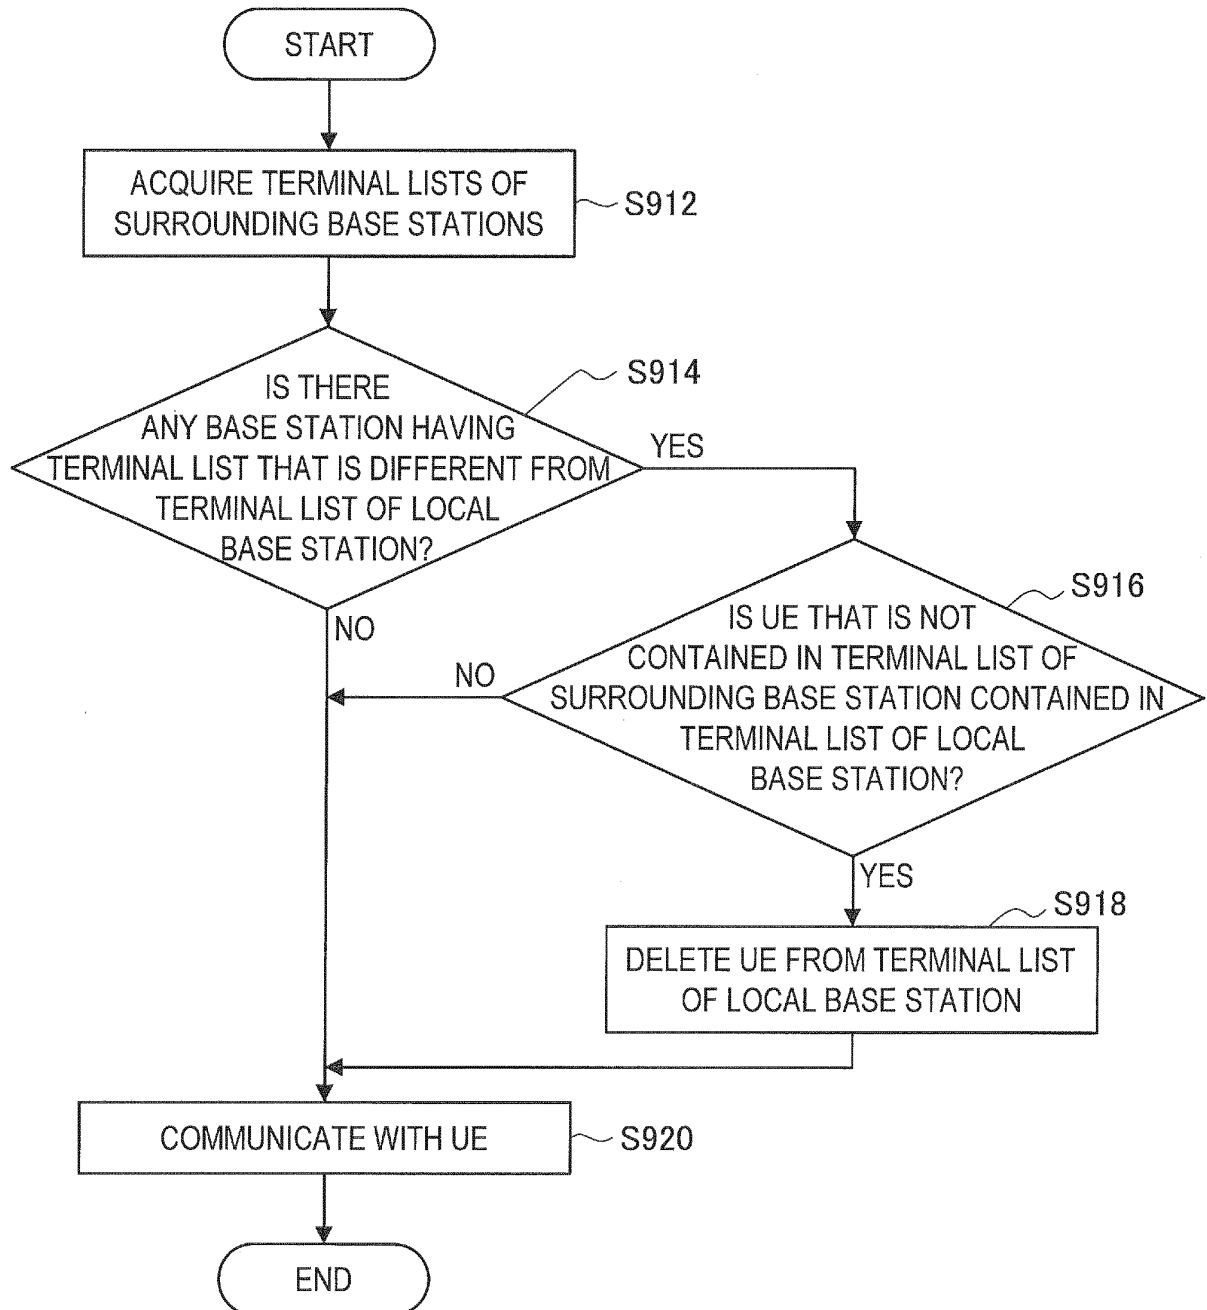 START
ACQUIRE TERMINAL LISTS OF
SURROUNDING BASE STATIONS
S912
IS THERE
ANY BASE STATION HAVING
TERMINAL LIST THAT IS DIFFERENT FROM
TERMINAL LIST OF LOCAL
BASE STATION?
S914
YES
NO
IS UE THAT IS NOT
CONTAINED IN TERMINAL LIST OF
SURROUNDING BASE STATION CONTAINED IN
TERMINAL LIST OF LOCAL
BASE STATION?
S916
NO
YES
DELETE UE FROM TERMINAL LIST
OF LOCAL BASE STATION
S918
COMMUNICATE WITH UE
S920
END